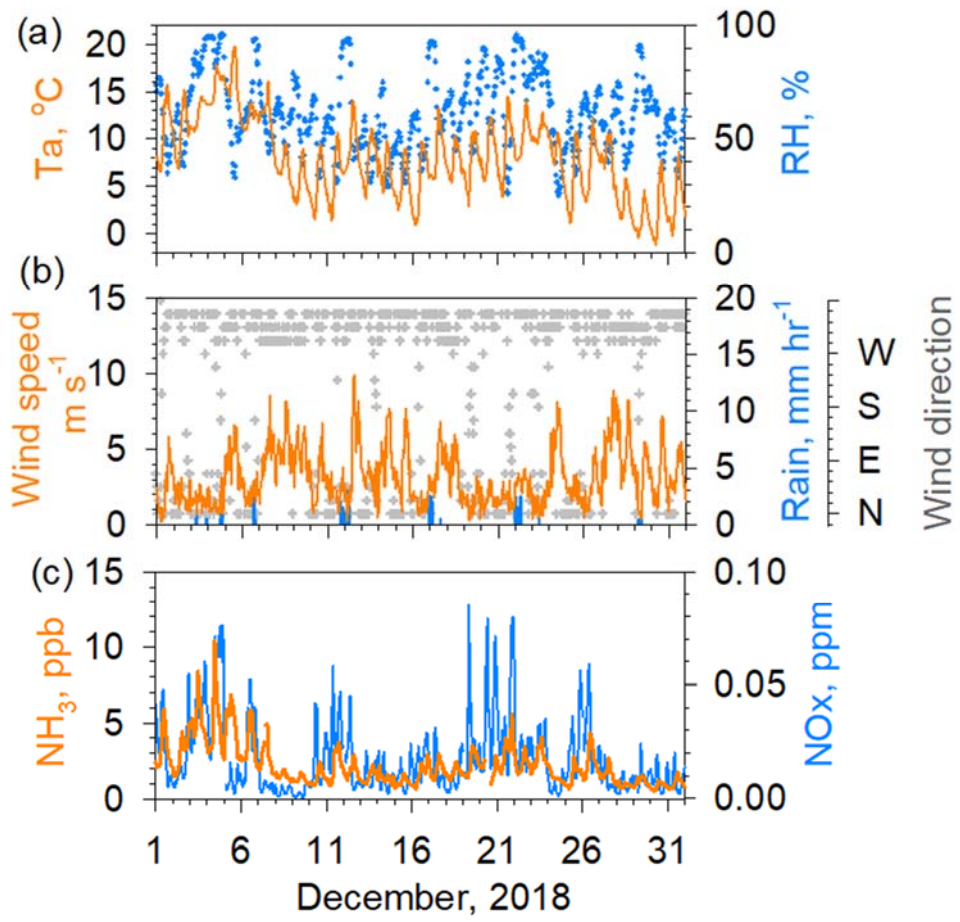 (a)
20
15
10
5
0
Ta, °C
100
50
0
RH, %
(b)
15
10
5
0
Wind speed
m s⁻¹
20
15
10
5
0
Rain, mm hr⁻¹
W
S
E
N
Wind direction
(c)
15
10
5
0
NH₃, ppb
0.10
0.05
0.00
NOx, ppm
1 6 11 16 21 26 31
December, 2018